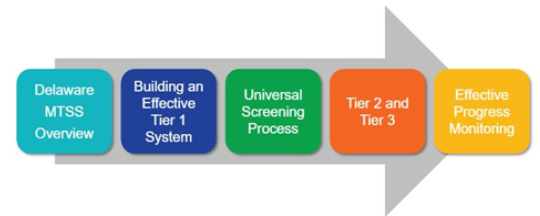 Delaware
MTSS
Overview
Building an
Effective
Tier 1
System
Universal
Screening
Process
Tier 2 and
Tier 3
Effective
Progress
Monitoring